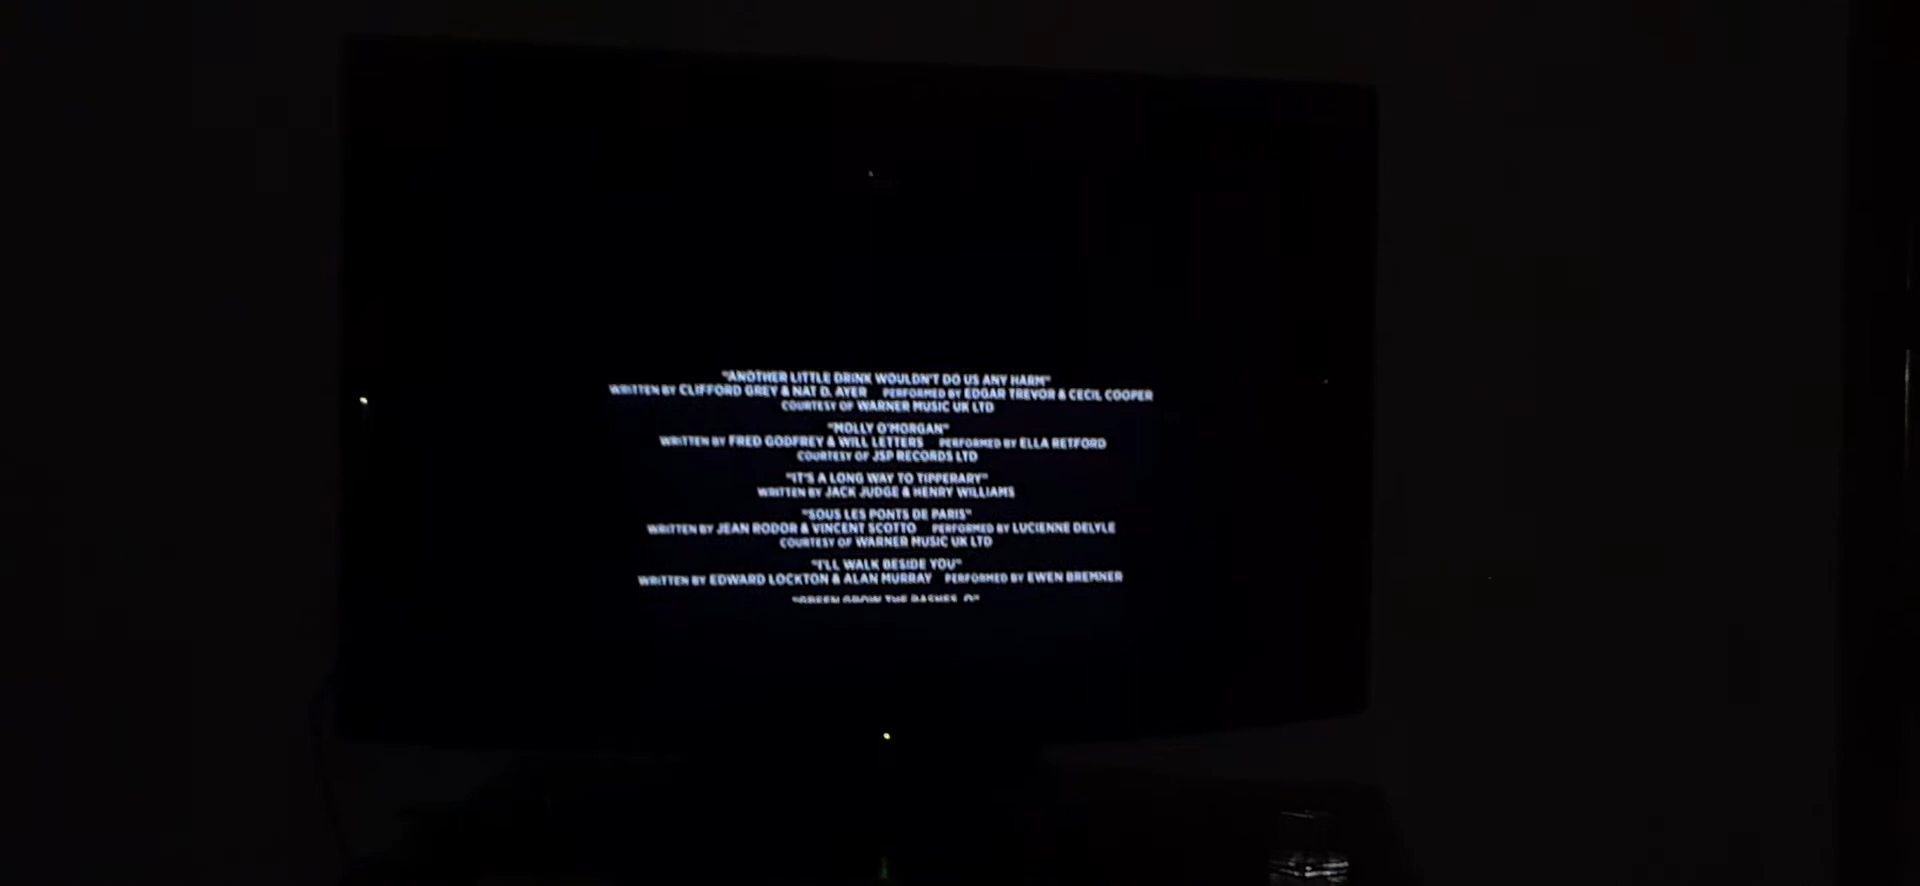 "ANOTHER LITTLE DRINK WOULDN'T DO US ANY HARM"
WRITTEN BY CLIFFORD GREY & NAT D. AYER PERFORMED BY EDGAR TREVOR & CECIL COOPER
COURTESY OF WARNER MUSIC UK LTD
"MOLLY O'MORGAN"
WRITTEN BY FRED GODFREY & WILL LETTERS PERFORMED BY ELLA RETFORD
COURTESY OF JSP RECORDS LTD
"IT'S A LONG WAY TO TIPPERARY"
WRITTEN BY JACK JUDGE & HENRY WILLIAMS
"SOUS LES PONTS DE PARIS"
WRITTEN BY JEAN RODOR & VINCENT SCOTTO PERFORMED BY LUCIENNE DELYLE
COURTESY OF WARNER MUSIC UK LTD
"I'LL WALK BESIDE YOU"
WRITTEN BY EDWARD LOCKTON & ALAN MURRAY PERFORMED BY EWEN BREMNER
"GREEN GROW THE RASHES, O"